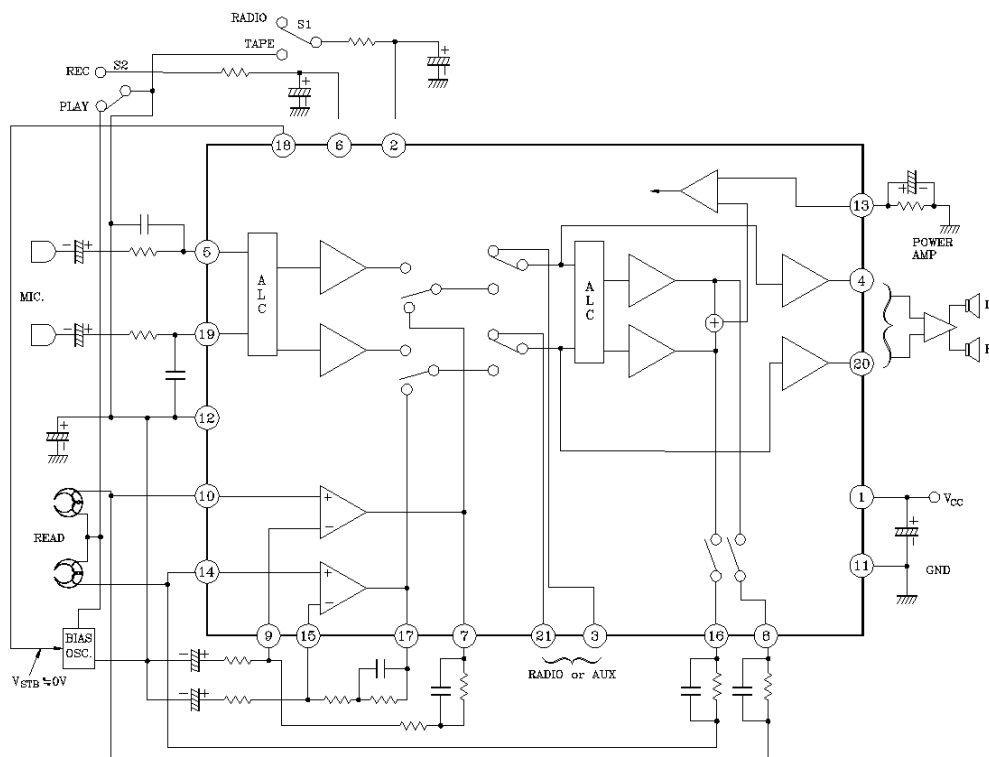 RADIO
S1
TAPE
REC
S2
PLAY
18
6
2
13
POWER
AMP
5
4
MIC.
ALC
ALC
+
L
R
19
20
12
10
1
VCC
READ
14
11
GND
9
15
17
7
21
3
16
8
BIAS
OSC.
RADIO or AUX
VSTB≒0V